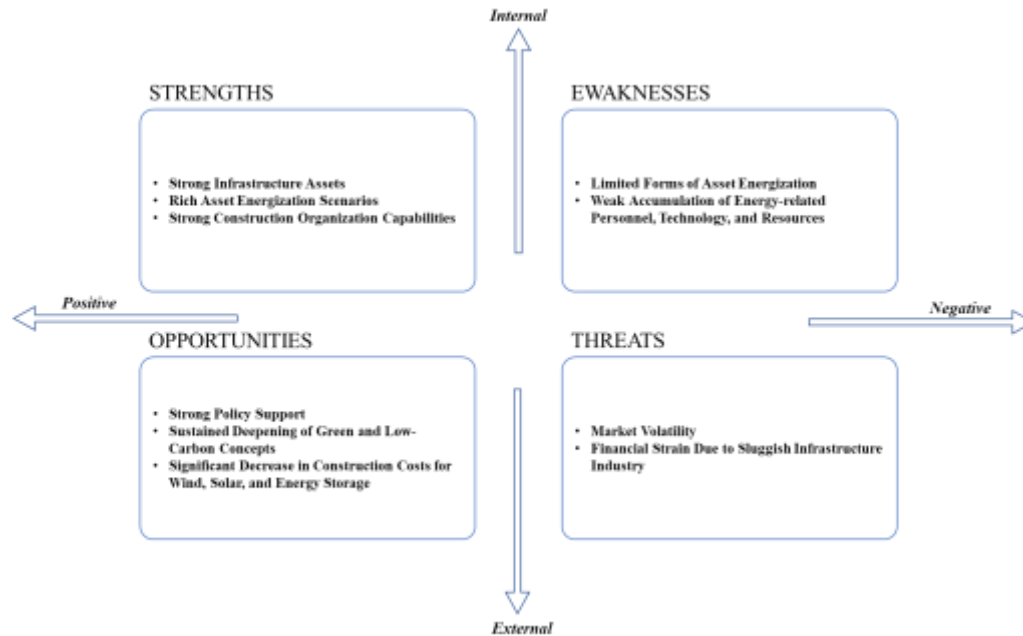 Internal
STRENGTHS
• Strong Infrastructure Assets
• Rich Asset Energization Scenarios
• Strong Construction Organization Capabilities
EWAKNESSES
• Limited Forms of Asset Energization
• Weak Accumulation of Energy-related
Personnel, Technology, and Resources
Positive
Negative
OPPORTUNITIES
• Strong Policy Support
• Sustained Deepening of Green and Low-
Carbon Concepts
• Significant Decrease in Construction Costs for
Wind, Solar, and Energy Storage
THREATS
• Market Volatility
• Financial Strain Due to Sluggish Infrastructure
Industry
External